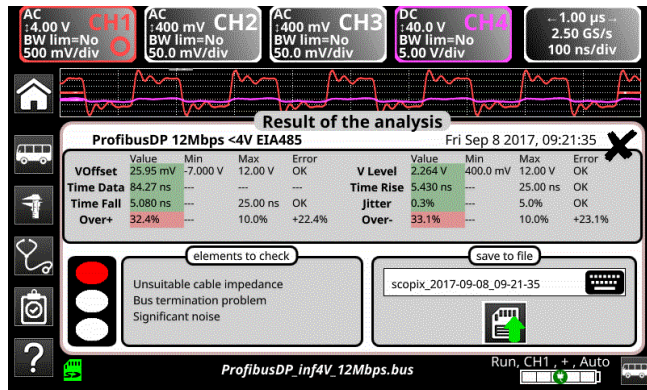 AC
↕4.00 V CH1
BW lim=No
500 mV/div
AC
↕400 mV CH2
BW lim=No
50.0 mV/div
AC
↕400 mV CH3
BW lim=No
50.0 mV/div
DC
↕40.0 V CH4
BW lim=No
5.00 V/div
←1.00 µs→
2.50 GS/s
100 ns/div
Result of the analysis
ProfibusDP 12Mbps <4V EIA485 Fri Sep 8 2017, 09:21:35
Value Min Max Error Value Min Max Error
VOffset 25.95 mV -7.000 V 12.00 V OK V Level 2.264 V 400.0 mV 12.00 V OK
Time Data 84.27 ns --- --- --- Time Rise 5.430 ns --- 25.00 ns OK
Time Fall 5.080 ns --- 25.00 ns OK Jitter 0.3% --- 5.0% OK
Over+ 32.4% --- 10.0% +22.4% Over- 33.1% --- 10.0% +23.1%
elements to check
Unsuitable cable impedance
Bus termination problem
Significant noise
save to file
scopix_2017-09-08_09-21-35
?
ProfibusDP_inf4V_12Mbps.bus
Run, CH1 , + , Auto